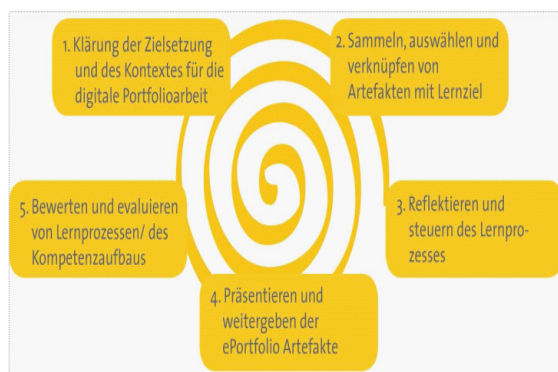 1. Klärung der Zielsetzung
und des Kontextes für die
digitale Portfolioarbeit
2. Sammeln, auswählen und
verknüpfen von
Artefakten mit Lernziel
3. Reflektieren und
steuern des Lernpro-
zesses
4. Präsentieren und
weitergeben der
ePortfolio Artefakte
5. Bewerten und evaluieren
von Lernprozessen/ des
Kompetenzaufbaus